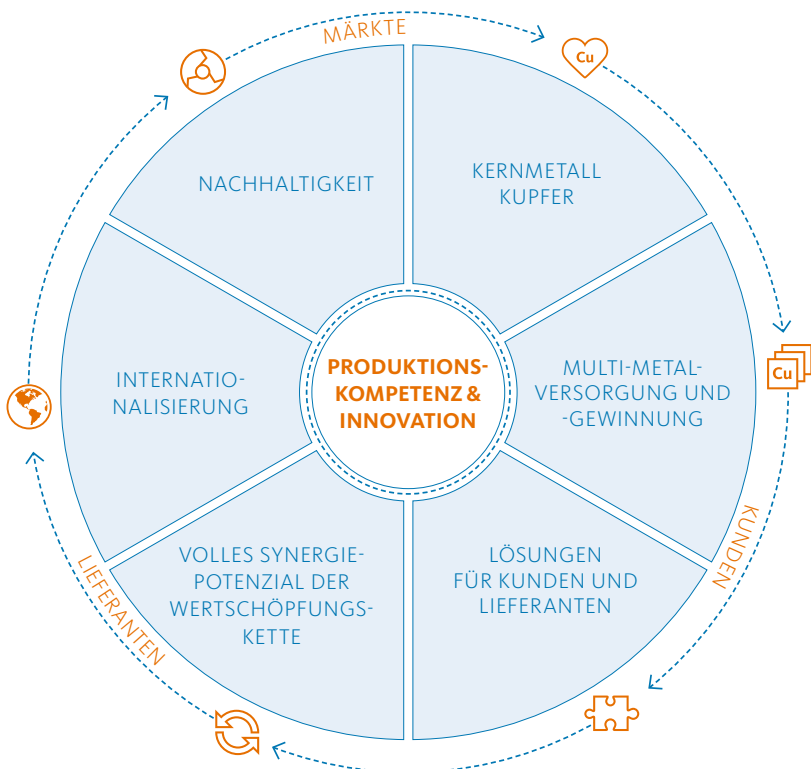 MÄRKTE
Cu
NACHHALTIGKEIT
KERNMETALL
KUPFER
INTERNATIO-
NALISIERUNG
PRODUKTIONS-
KOMPETENZ &
INNOVATION
MULTI-METAL-
VERSORGUNG UND
-GEWINNUNG
Cu
KUNDEN
LIEFERANTEN
VOLLES SYNERGIE-
POTENZIAL DER
WERTSCHÖPFUNGS-
KETTE
LÖSUNGEN
FÜR KUNDEN UND
LIEFERANTEN